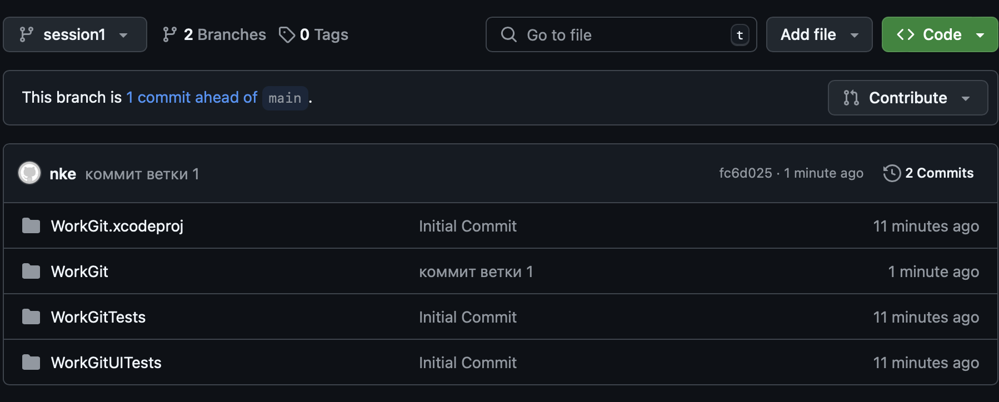 session1 2 Branches 0 Tags Go to file t Add file Code
This branch is 1 commit ahead of main .
Contribute
nke коммит ветки 1 fc6d025 · 1 minute ago 2 Commits
WorkGit.xcodeproj Initial Commit 11 minutes ago
WorkGit коммит ветки 1 1 minute ago
WorkGitTests Initial Commit 11 minutes ago
WorkGitUITests Initial Commit 11 minutes ago